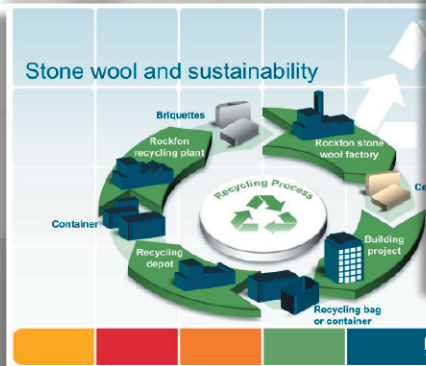 Stone wool and sustainability
Briquettes
Rockfon
recycling plant
Rockfon stone
wool factory
Recycling Process
Container
Building
project
Recycling
depot
Recycling bag
or container